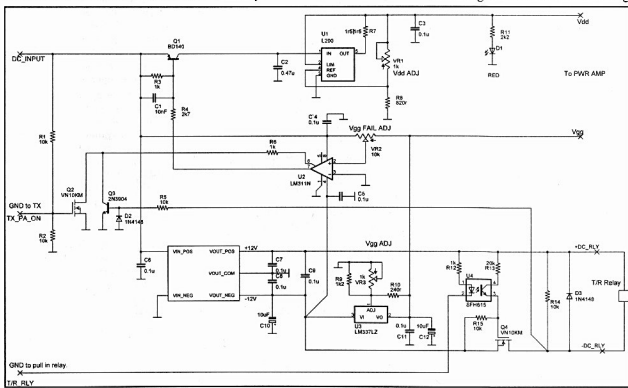 Q1
BD140
DC_INPUT
R3
1k
C1
10nF
R4
2k7
C2
0.47u
U1
L200
IN
OUT
LIM
REF
GND
R7
VR1
1k
Vdd ADJ
R8
820r
C3
0.1u
Vdd
R11
2k2
D1
RED
To PWR AMP
R1
10k
C4
0.1u
Vgg FAIL ADJ
VR2
10k
Vgg
R6
1k
U2
LM311N
C5
0.1u
Q2
VN10KM
Q3
2N3904
GND to TX
TX_PA_ON
R2
10k
D2
1N4148
R5
10k
C6
0.1u
VIN_POS
VOUT_POS
VOUT_COM
VIN_NEG
VOUT_NEG
+12V
-12V
C7
0.1u
C8
0.1u
10uF
C10
C9
0.1u
Vgg ADJ
R9
1k2
1k
VR3
R10
240r
ADJ
VI
VO
U3
LM337LZ
0.1u
C11
10uF
C12
1k
R12
20k
R13
U4
SFH615
R15
10k
Q4
VN10KM
R14
10k
D3
1N4148
+DC_RLY
T/R Relay
-DC_RLY
GND to pull in relay.
T/R_RLY